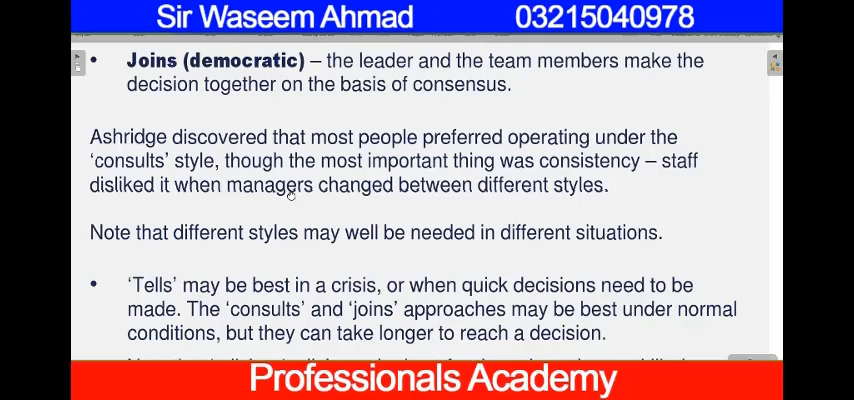 Sir Waseem Ahmad 03215040978
• Joins (democratic) – the leader and the team members make the
decision together on the basis of consensus.
Ashridge discovered that most people preferred operating under the
‘consults’ style, though the most important thing was consistency – staff
disliked it when managers changed between different styles.
Note that different styles may well be needed in different situations.
• ‘Tells’ may be best in a crisis, or when quick decisions need to be
made. The ‘consults’ and ‘joins’ approaches may be best under normal
conditions, but they can take longer to reach a decision.
Professionals Academy